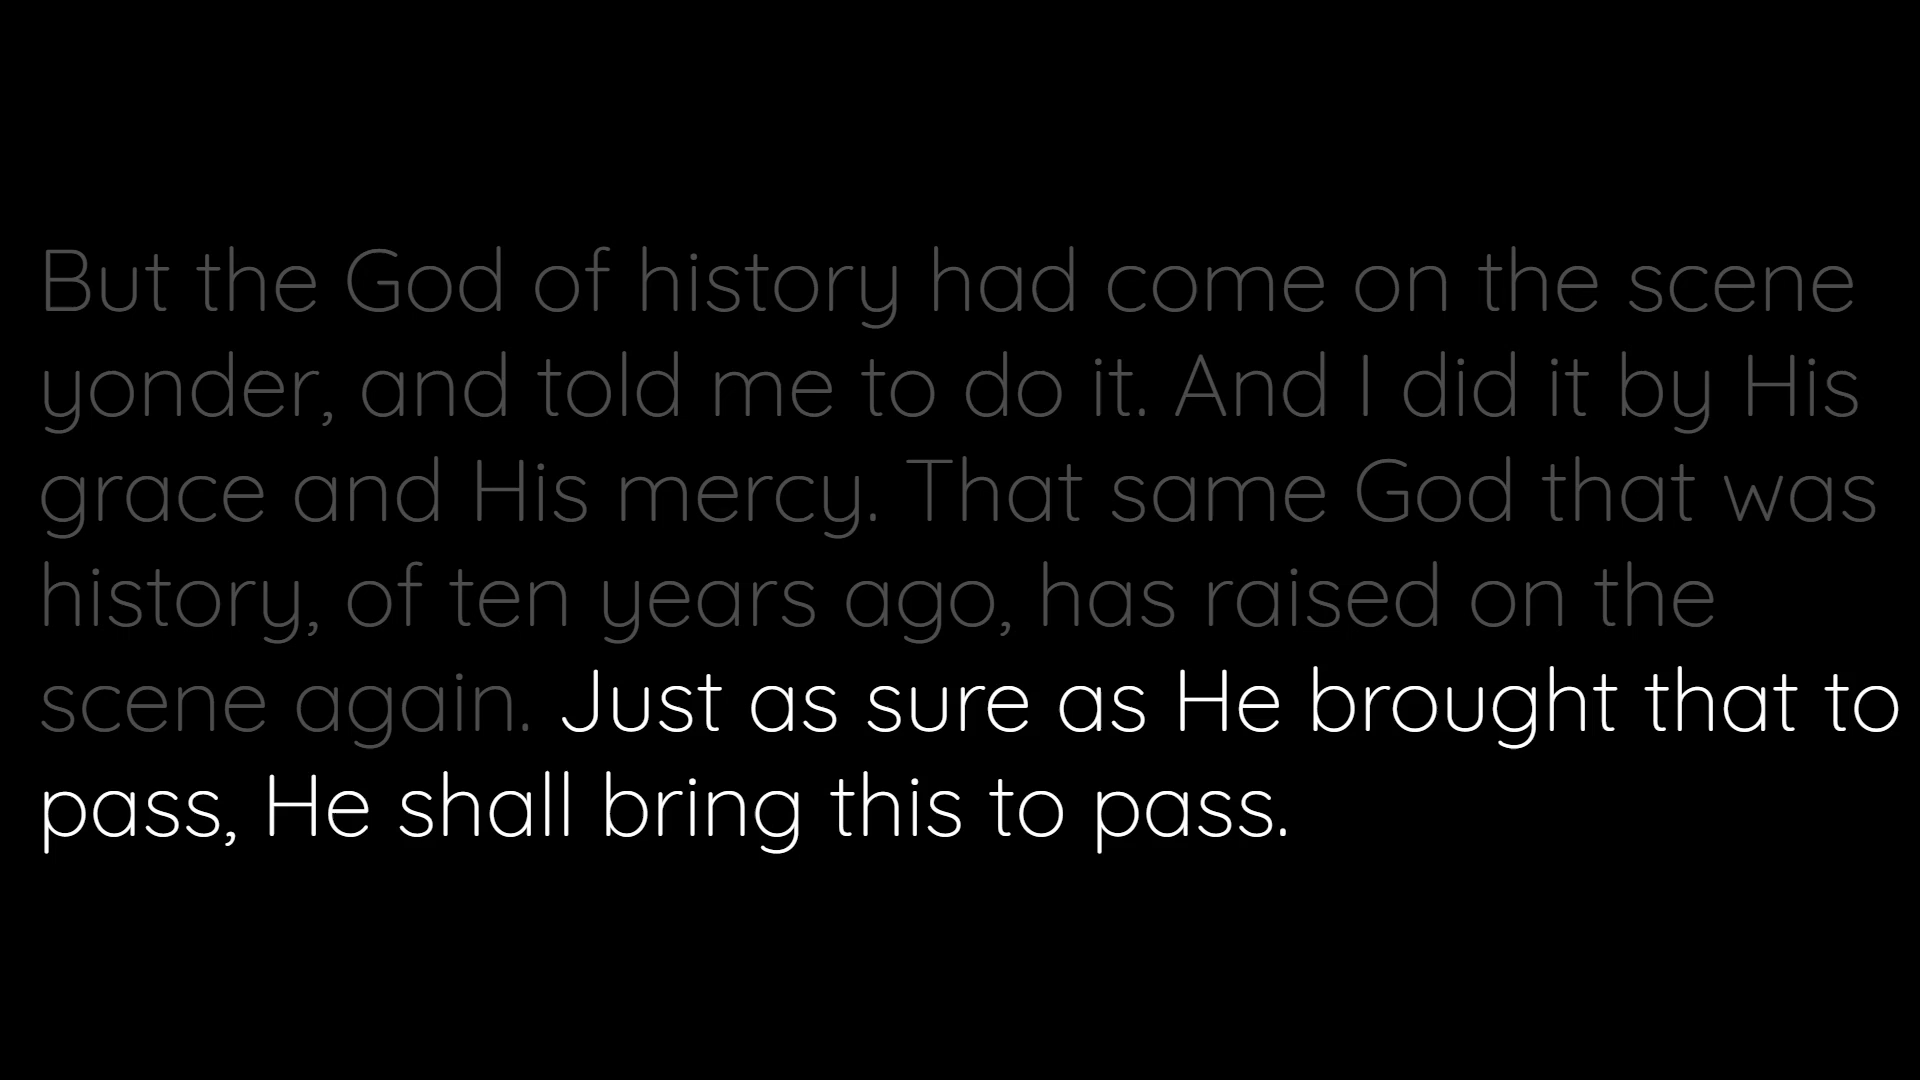 But the God of history had come on the scene
yonder, and told me to do it. And I did it by His
grace and His mercy. That same God that was
history, of ten years ago, has raised on the
scene again. Just as sure as He brought that to
pass, He shall bring this to pass.